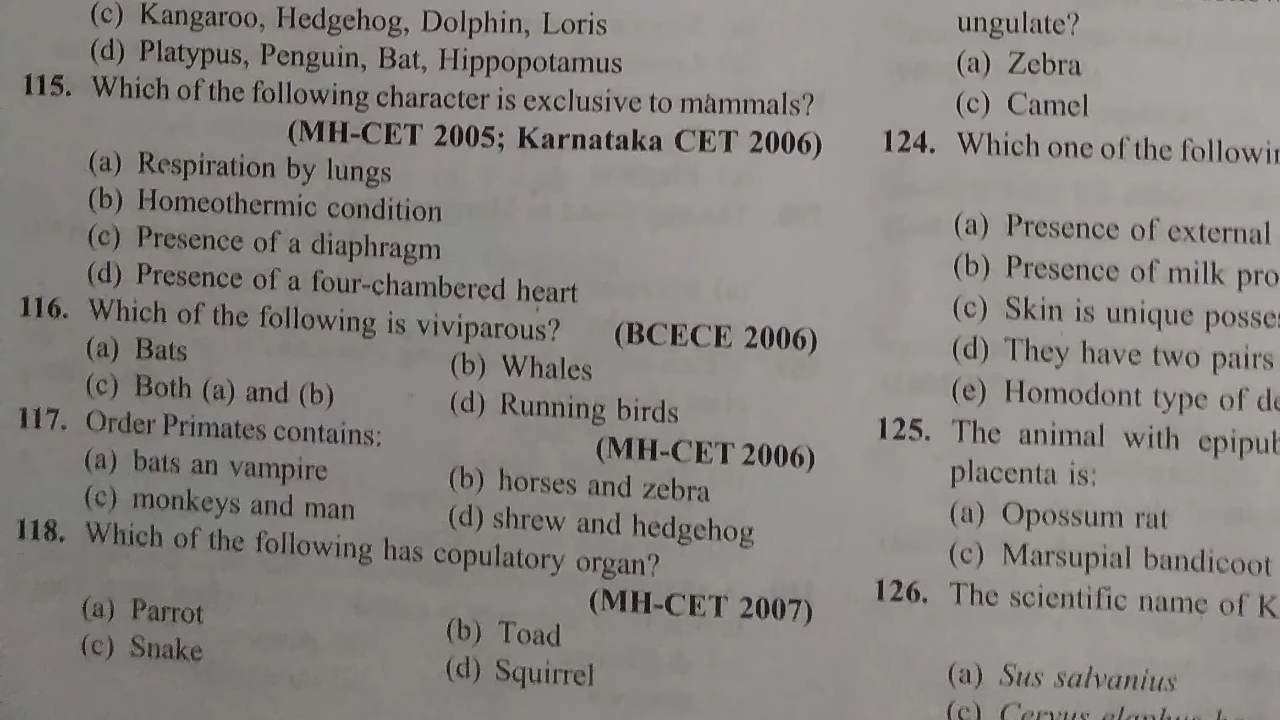 (c) Kangaroo, Hedgehog, Dolphin, Loris
(d) Platypus, Penguin, Bat, Hippopotamus
115. Which of the following character is exclusive to mammals?
(MH-CET 2005; Karnataka CET 2006)
(a) Respiration by lungs
(b) Homeothermic condition
(c) Presence of a diaphragm
(d) Presence of a four-chambered heart
116. Which of the following is viviparous? (BCECE 2006)
(a) Bats (b) Whales
(c) Both (a) and (b) (d) Running birds
117. Order Primates contains: (MH-CET 2006)
(a) bats an vampire (b) horses and zebra
(c) monkeys and man (d) shrew and hedgehog
118. Which of the following has copulatory organ?
(MH-CET 2007)
(a) Parrot (b) Toad
(c) Snake (d) Squirrel
ungulate?
(a) Zebra
(c) Camel
124. Which one of the
(a) Presence of external
(b) Presence of milk
(c) Skin is unique
(d) They have two pairs
(e) Homodont type of
125. The animal with
placenta is:
(a) Opossum rat
(c) Marsupial bandicoot
126. The scientific name of K
(a) Sus salvanius
(c) Cervus